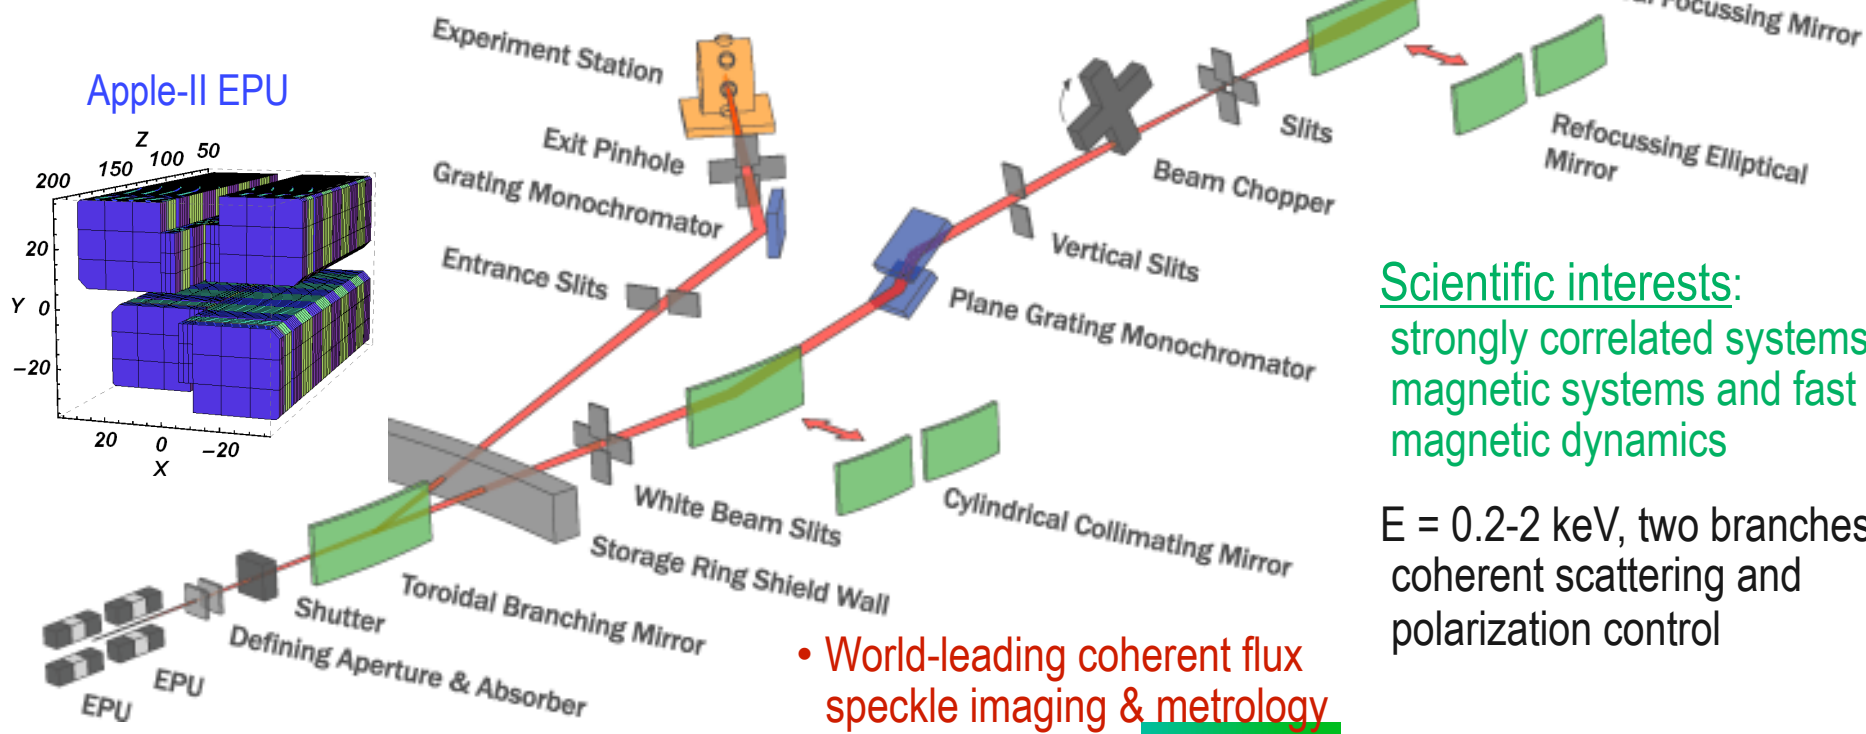 Focussing Mirror
Experiment Station
Apple-II EPU
Z
50
100
150
200
20
Y 0
−20
20
0
−20
X
Exit Pinhole
Grating Monochromator
Entrance Slits
Slits
Refocussing Elliptical
Mirror
Beam Chopper
Vertical Slits
Plane Grating Monochromator
Scientific interests:
strongly correlated systems
magnetic systems and fast
magnetic dynamics
E = 0.2-2 keV, two branches
coherent scattering and
polarization control
White Beam Slits
Cylindrical Collimating Mirror
Storage Ring Shield Wall
Toroidal Branching Mirror
Shutter
Defining Aperture & Absorber
EPU
EPU
• World-leading coherent flux
speckle imaging & metrology